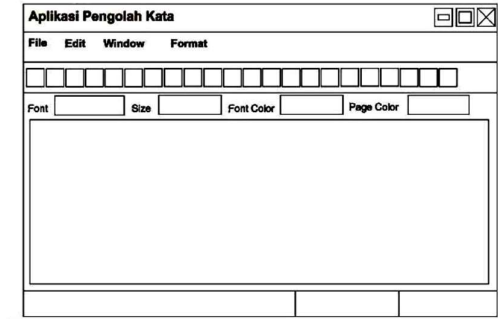 Aplikasi Pengolah Kata
File Edit Window Format
Font Size Font Color Page Color